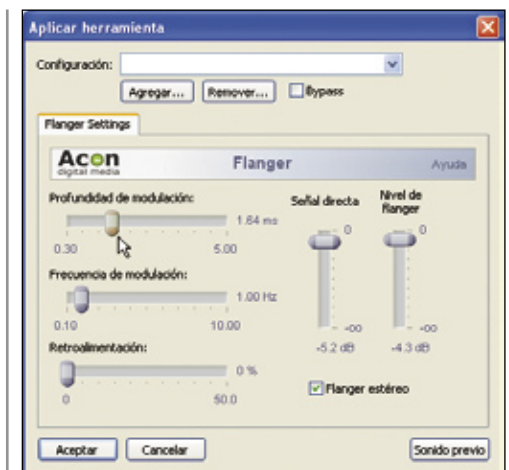 Aplicar herramienta
Configuración:
Agregar... Remover... Bypass
Flanger Settings
Acon
digital media
Flanger
Ayuda
Profundidad de modulación:
1.64 ms
0.30 5.00
Frecuencia de modulación:
1.00 Hz
0.10 10.00
Retroalimentación:
0 %
0 50.0
Señal directa
0
-oo
-5.2 dB
Nivel de
flanger
0
-oo
-4.3 dB
Flanger estéreo
Aceptar Cancelar Sonido previo